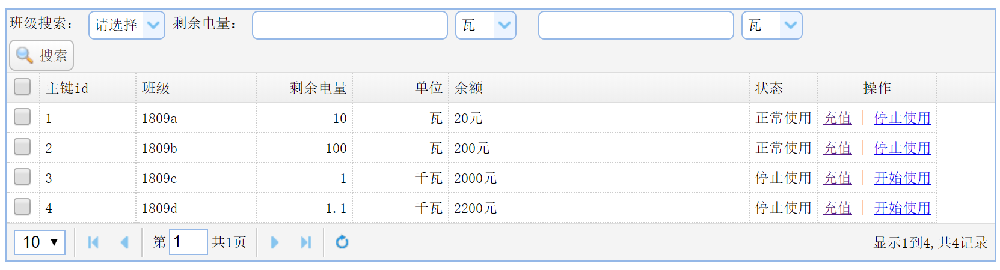 班级搜索： 请选择 剩余电量： 瓦 - 瓦
搜索
主键id 班级 剩余电量 单位 余额 状态 操作
1 1809a 10 瓦 20元 正常使用 充值 | 停止使用
2 1809b 100 瓦 200元 正常使用 充值 | 停止使用
3 1809c 1 千瓦 2000元 停止使用 充值 | 开始使用
4 1809d 1.1 千瓦 2200元 停止使用 充值 | 开始使用
10 第 1 共1页 显示1到4,共4记录